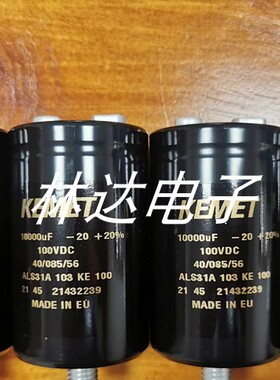 林达电子
KEMET
10000uF -20 +20%
100VDC
40/085/56
ALS31A 103 KE 100
21 45 21432239
MADE IN EU
KEMET
10000uF -20 +20%
100VDC
40/085/56
ALS31A 103 KE 100
21 45 21432239
MADE IN EU